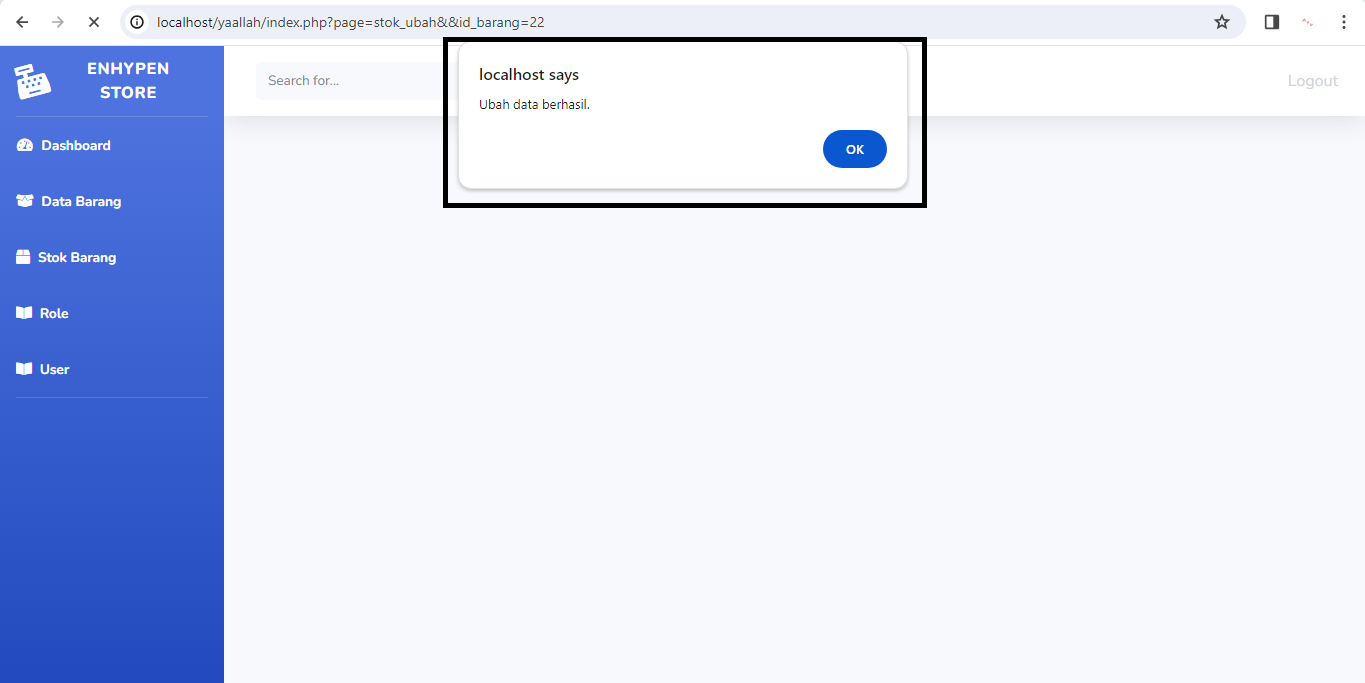 localhost/yaallah/index.php?page=stok_ubah&&id_barang=22
ENHYPEN
STORE
Dashboard
Data Barang
Stok Barang
Role
User
Search for...
Logout
localhost says
Ubah data berhasil.
OK